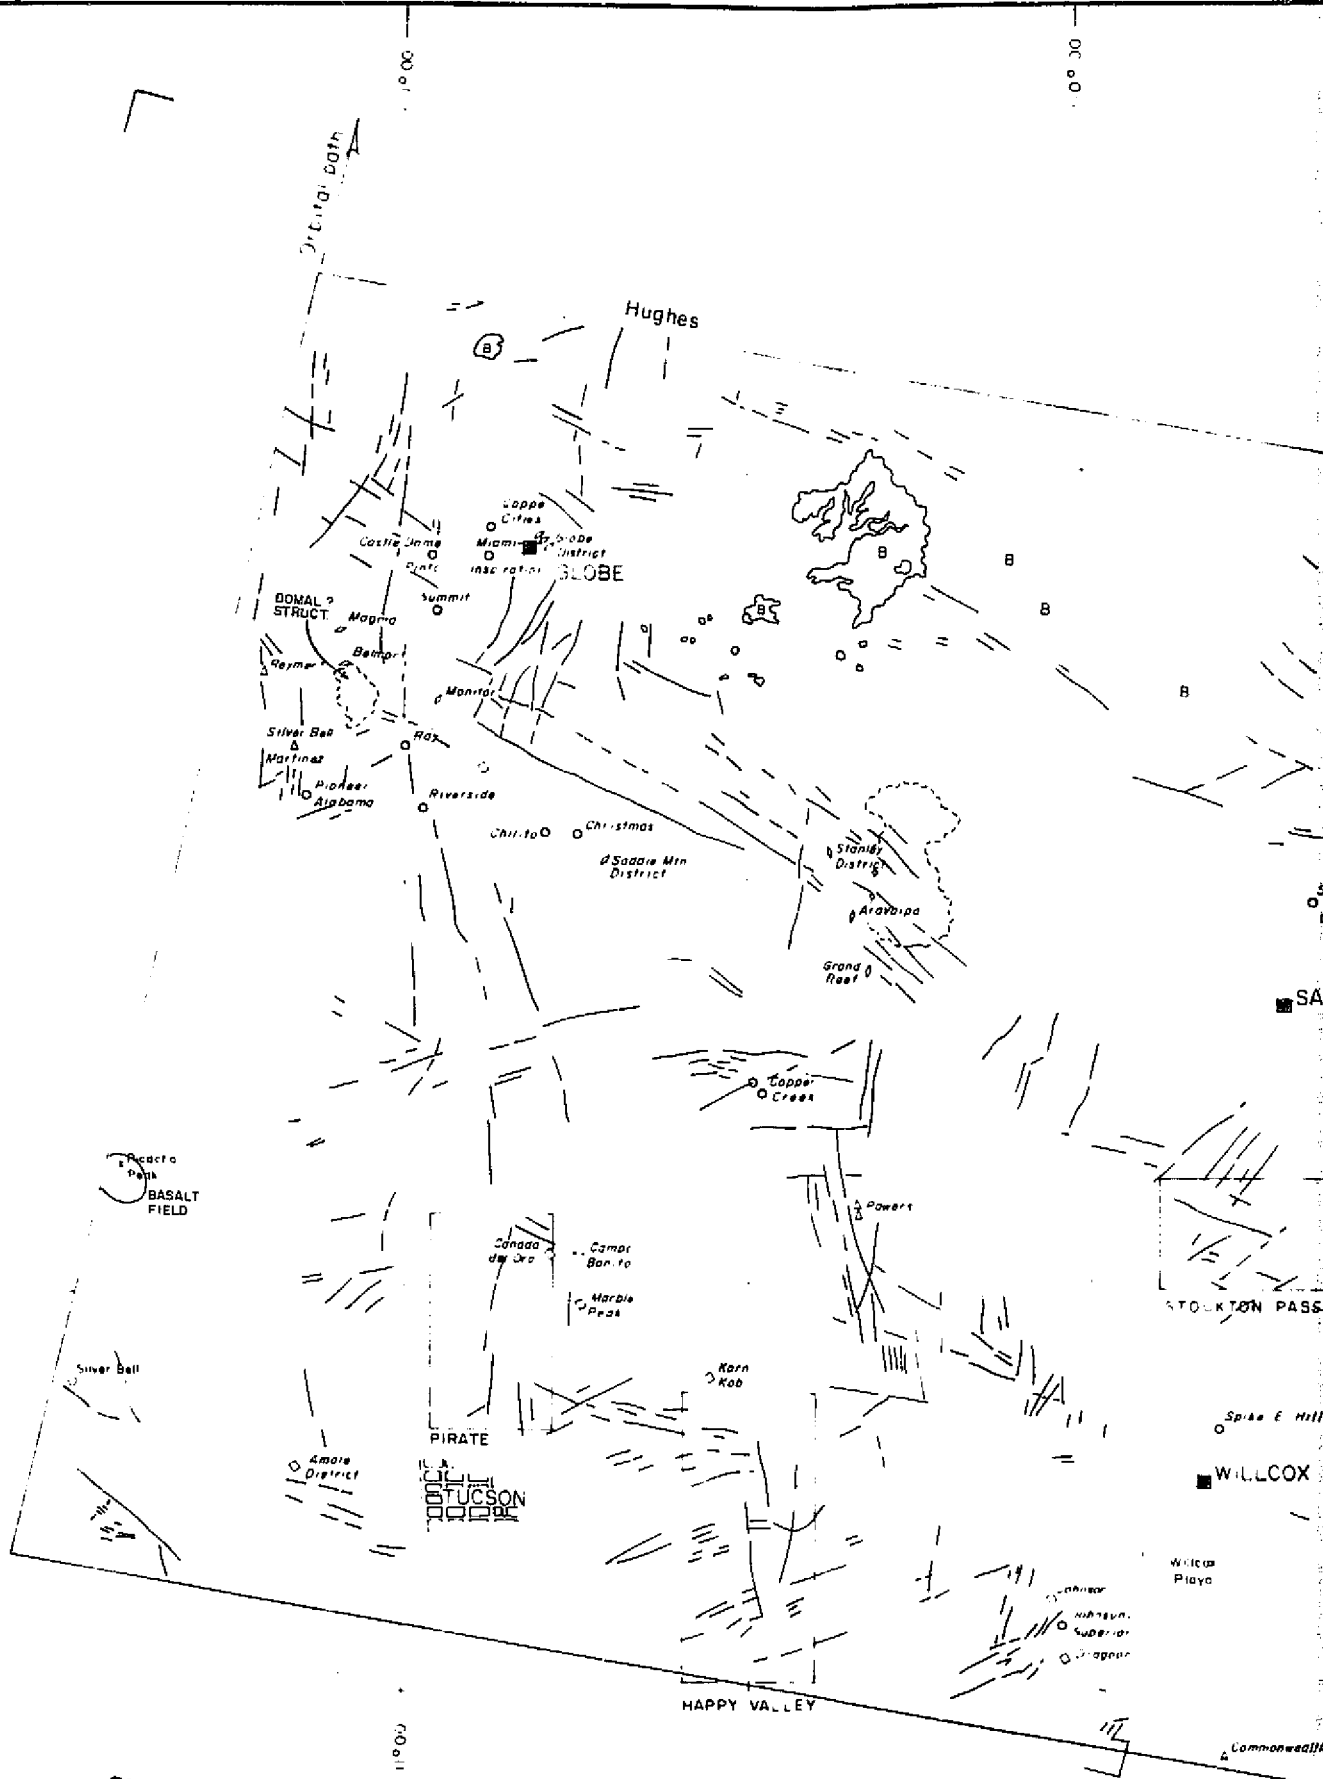 Orbital path
Hughes
B
Castle Dome
Pinto
Cities
Miami
Globe
District
GLOBE
Summit
DOMAL ?
STRUCT.
Magma
Belmont
B
B
B
B
B
Reymert
Monitor
Silver Bell
Martinez
Ray
Pioneer
Alabama
Riverside
Chilito
Christmas
Saddle Mtn
District
Stanley
District
Aravaipa
Grand
Reef
SA
Copper
Creek
Picacho
Peak
BASALT
FIELD
Powers
Canada
del Oro
Campo
Bonito
Marble
Peak
STOCKTON PASS
Silver Bell
Korn
Kob
PIRATE
Spike E Hill
Amole
District
TUCSON
WILLCOX
Willcox
Playa
Johnson
Superior
Dragoon
HAPPY VALLEY
Commonwealth